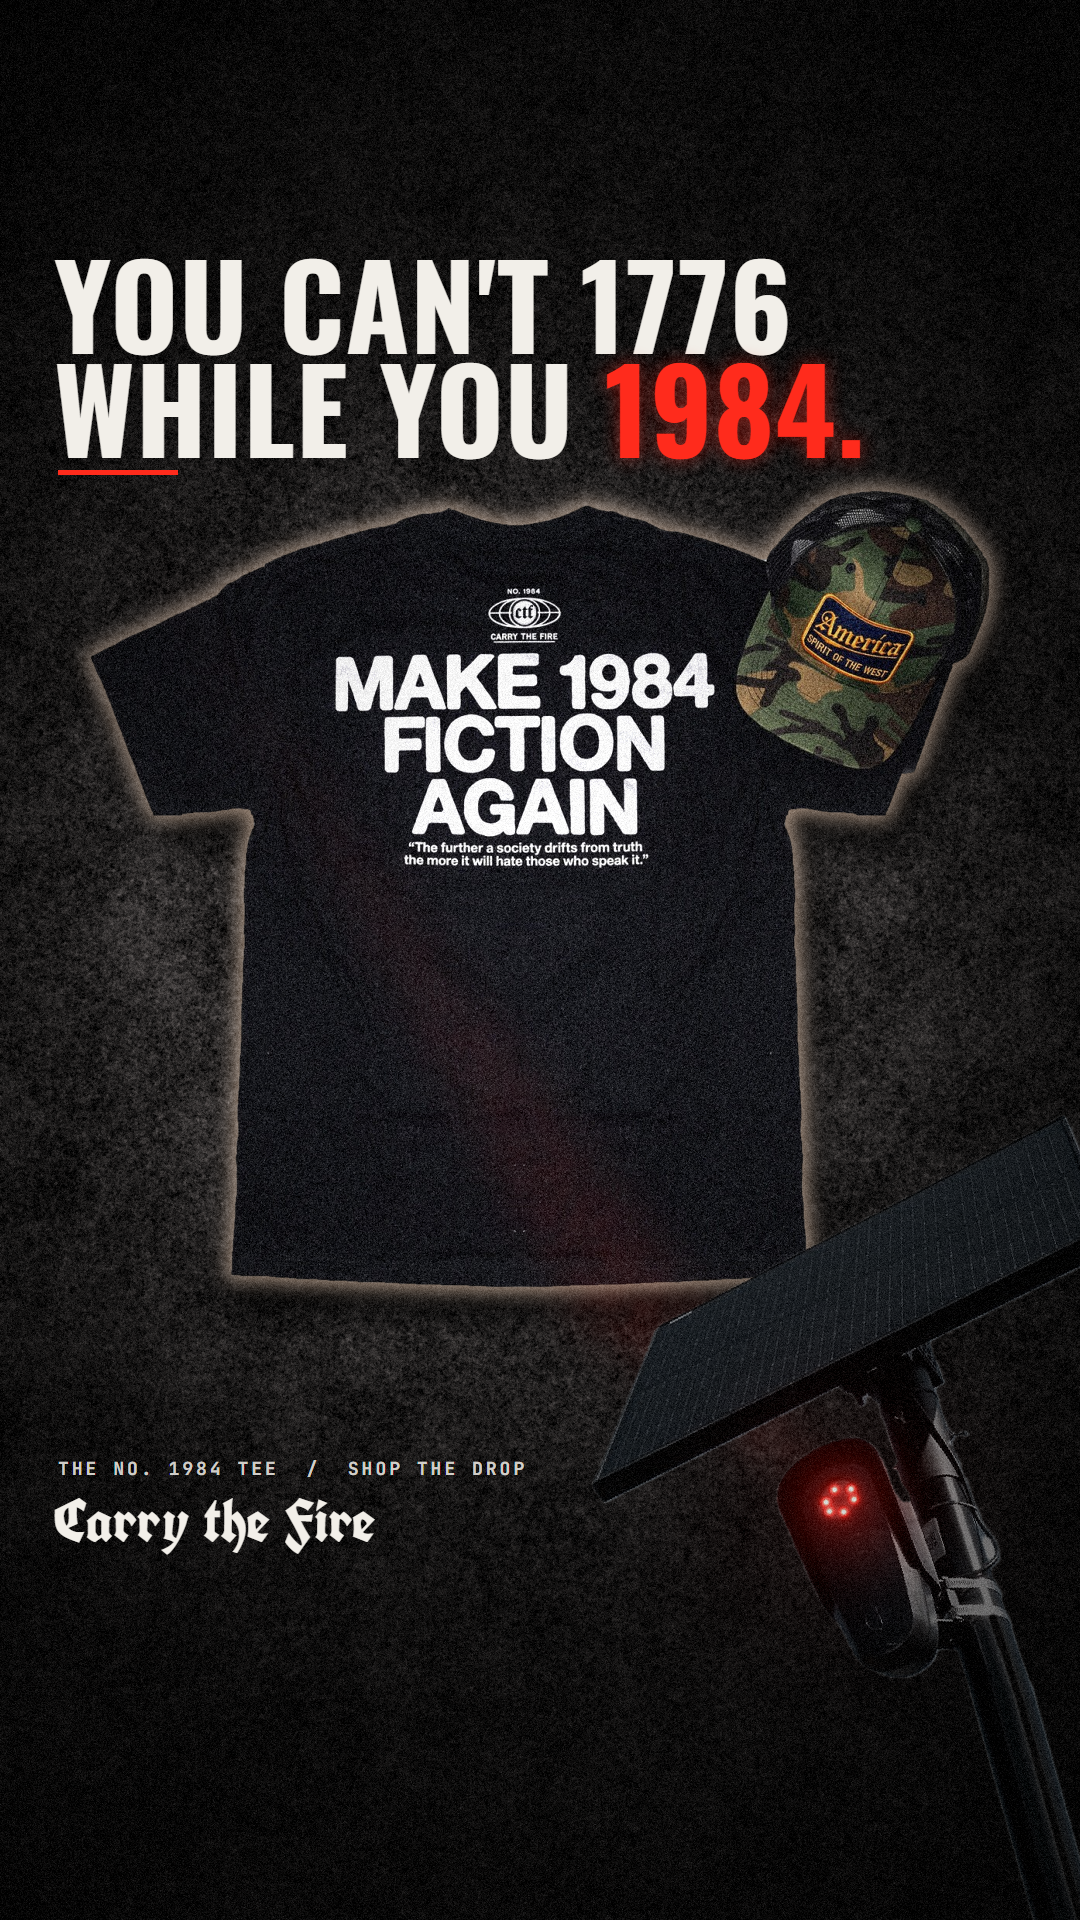 YOU CAN'T 1776
WHILE YOU 1984.
NO. 1984
ctf
CARRY THE FIRE
MAKE 1984
FICTION
AGAIN
“The further a society drifts from truth
the more it will hate those who speak it.”
America
SPIRIT OF THE WEST
THE NO. 1984 TEE / SHOP THE DROP
Carry the Fire